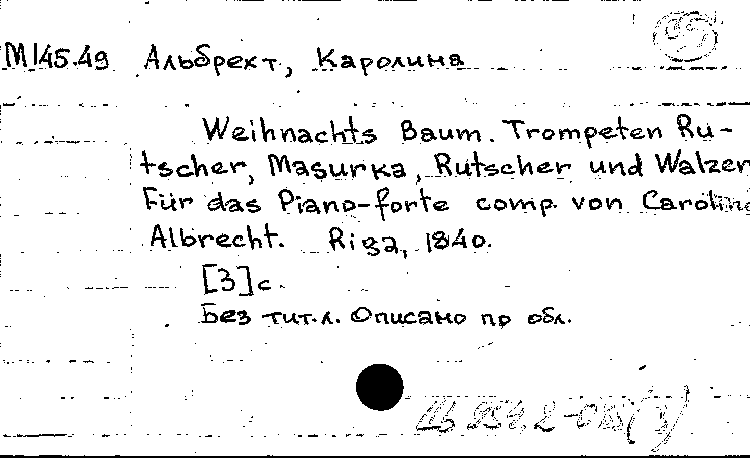 М 145.49 Альбрехт, Каролина
Weihnachts Baum. Trompeten Ru-
tscher, Masurka, Rutscher und Walzer
Für das Piano-forte comp. von Caroline
Albrecht. Riga, 1840.
[3]с.
Без тит.л. Описано по обл.